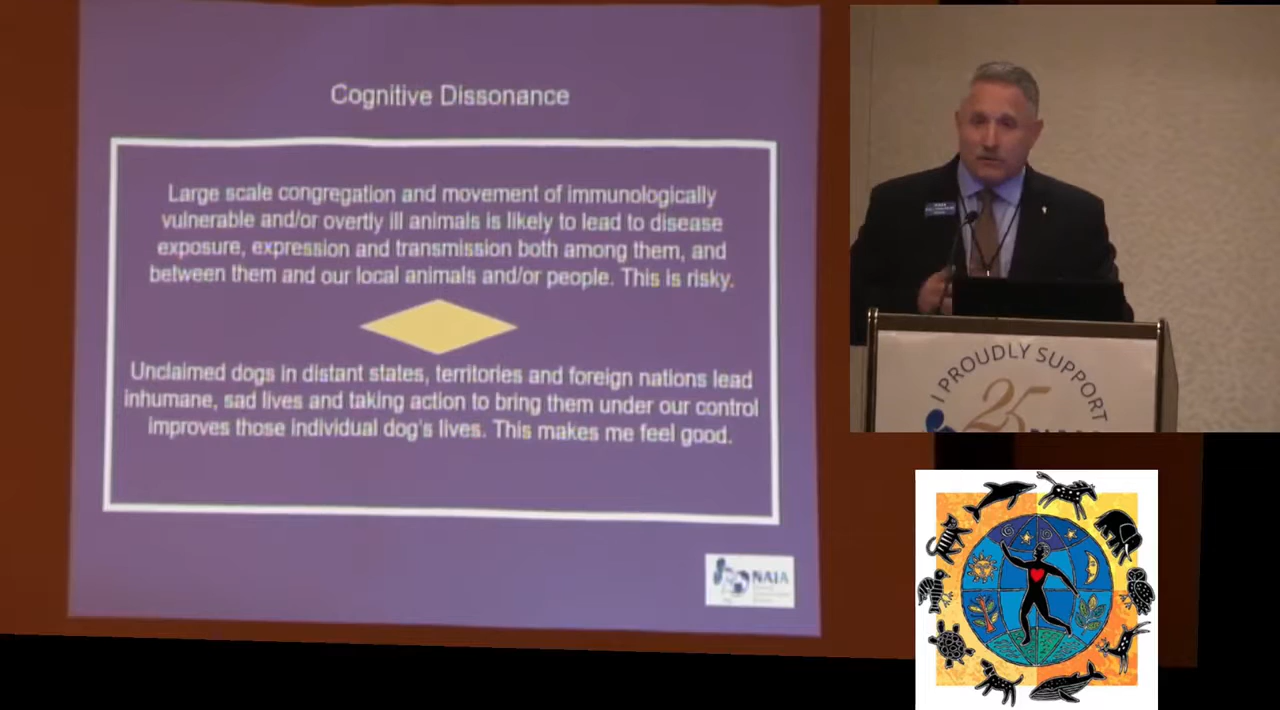 Cognitive Dissonance
Large scale congregation and movement of immunologically
vulnerable and/or overtly ill animals is likely to lead to disease
exposure, expression and transmission both among them, and
between them and our local animals and/or people. This is risky.
Unclaimed dogs in distant states, territories and foreign nations lead
inhumane, sad lives and taking action to bring them under our control
improves those individual dog's lives. This makes me feel good.
NAIA
I PROUDLY SUPPORT
25